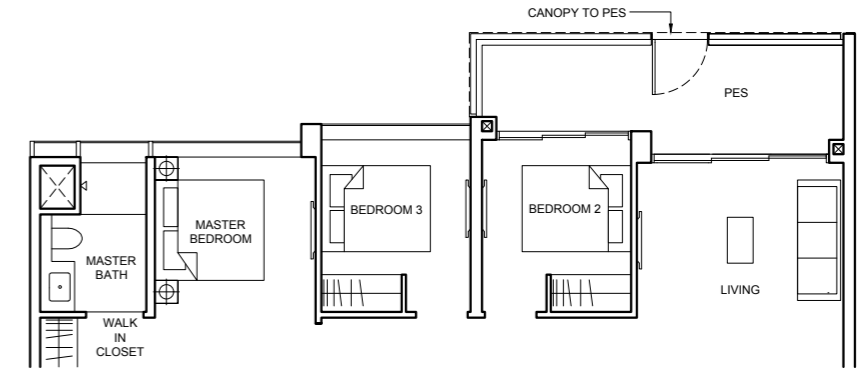 CANOPY TO PES
PES
MASTER
BEDROOM
BEDROOM 3
BEDROOM 2
MASTER
BATH
LIVING
WALK
IN
CLOSET